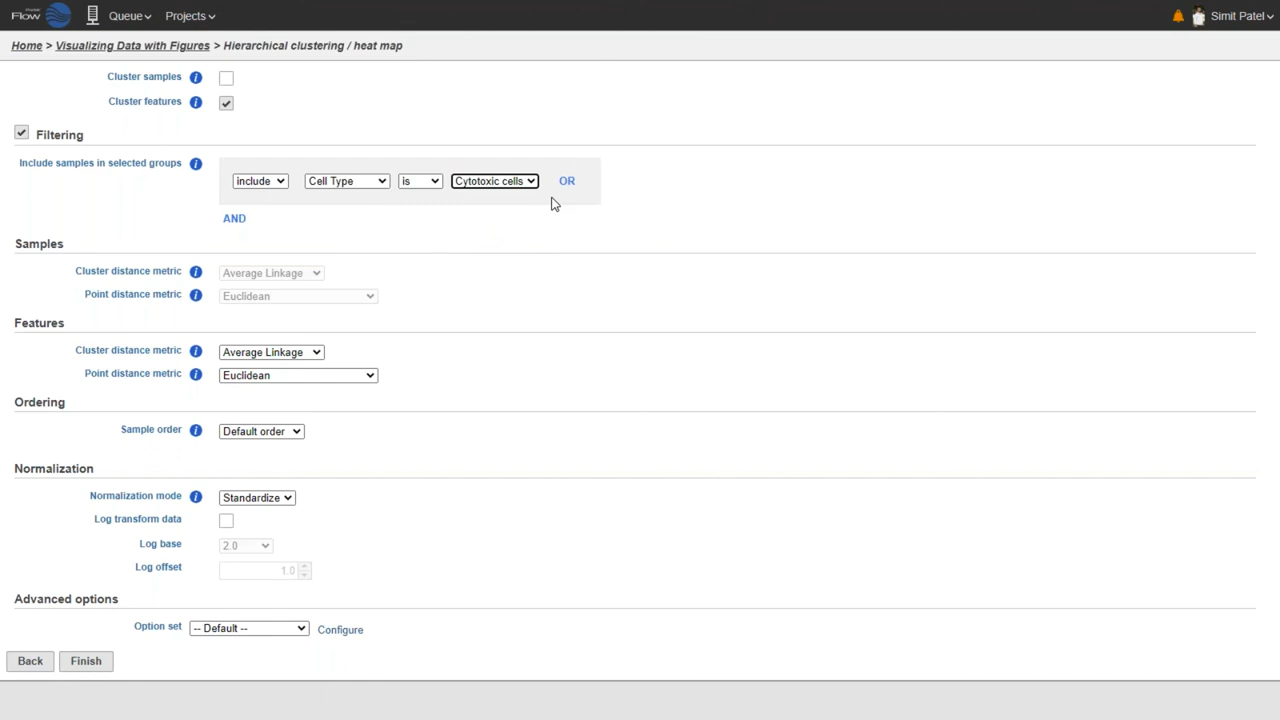 Flow Queue Projects Simit Patel
Home > Visualizing Data with Figures > Hierarchical clustering / heat map
Cluster samples
Cluster features
Filtering
Include samples in selected groups include Cell Type is Cytotoxic cells OR
AND
Samples
Cluster distance metric Average Linkage
Point distance metric Euclidean
Features
Cluster distance metric Average Linkage
Point distance metric Euclidean
Ordering
Sample order Default order
Normalization
Normalization mode Standardize
Log transform data
Log base 2.0
Log offset 1.0
Advanced options
Option set -- Default -- Configure
Back Finish